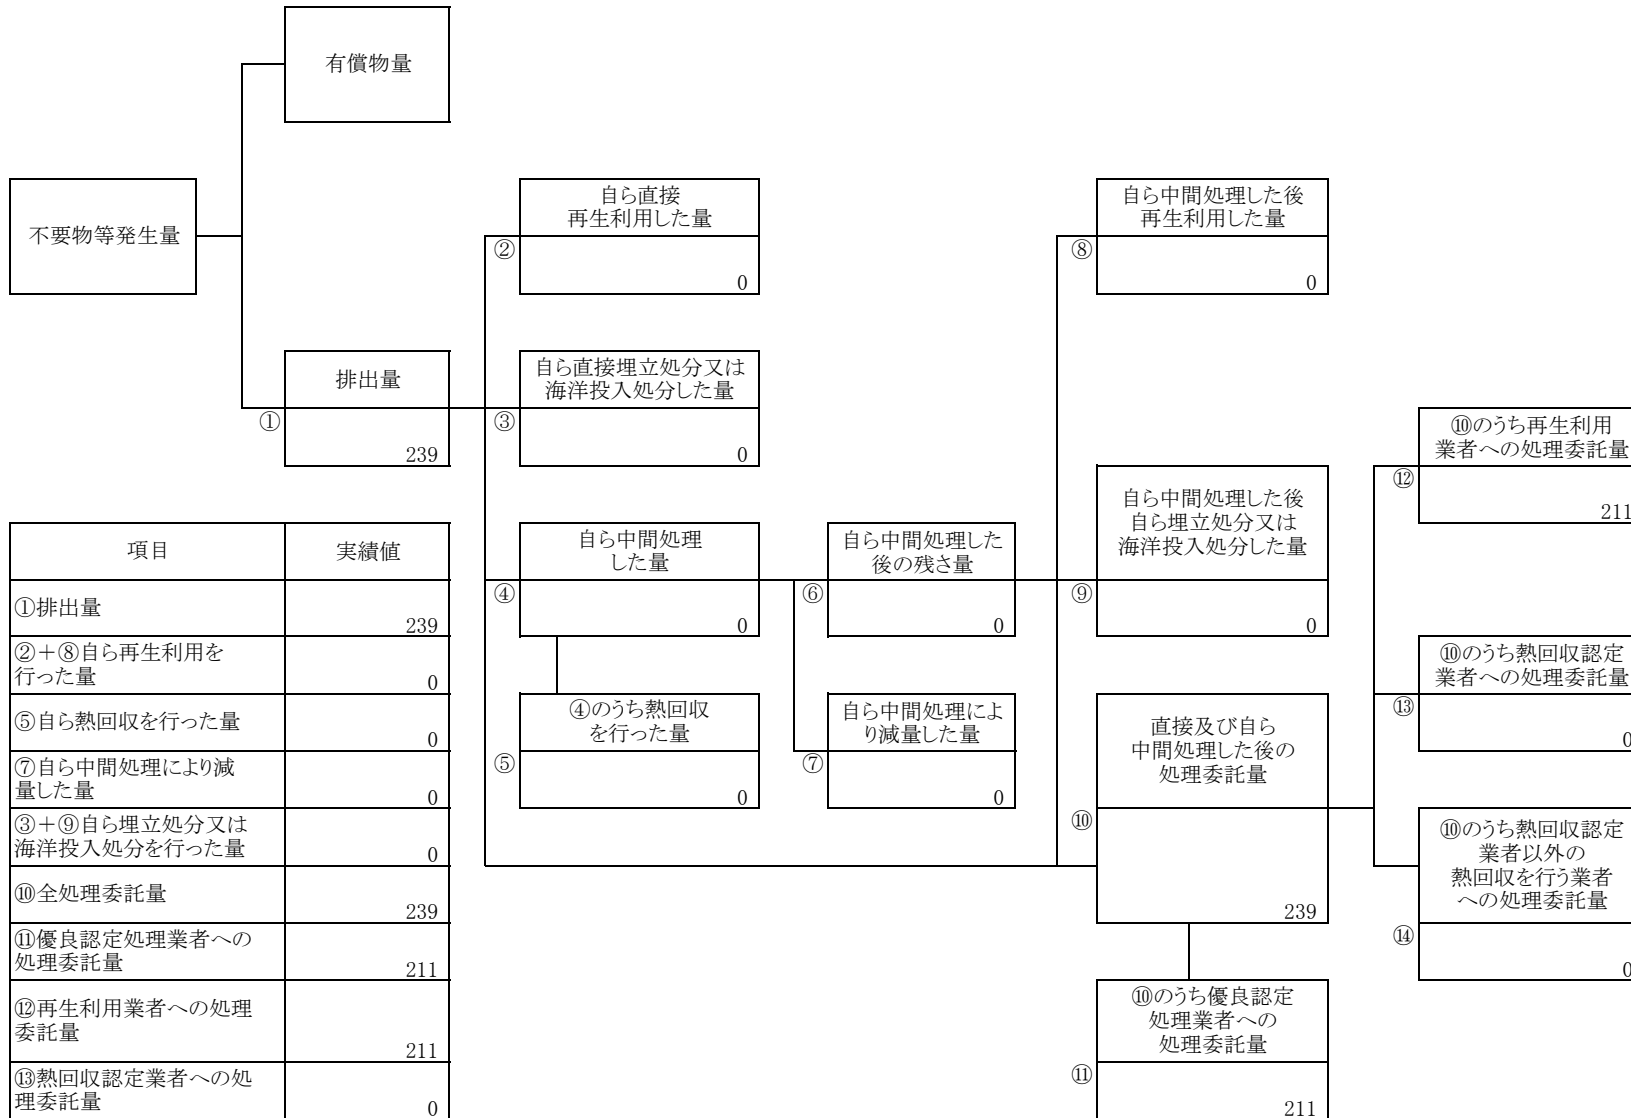 有償物量
不要物等発生量
自ら直接
再生利用した量
②
0
自ら中間処理した後
再生利用した量
⑧
0
排出量
①
239
自ら直接埋立処分又は
海洋投入処分した量
③
0
⑩のうち再生利用
業者への処理委託量
⑫
211
自ら中間処理
した量
④
0
自ら中間処理した
後の残さ量
⑥
0
自ら中間処理した後
自ら埋立処分又は
海洋投入処分した量
⑨
0
⑩のうち熱回収認定
業者への処理委託量
⑬
0
④のうち熱回収
を行った量
⑤
0
自ら中間処理によ
り減量した量
⑦
0
直接及び自ら
中間処理した後の
処理委託量
⑩
239
⑩のうち熱回収認定
業者以外の
熱回収を行う業者
への処理委託量
⑭
0
⑩のうち優良認定
処理業者への
処理委託量
⑪
211
項目 実績値
①排出量
239
②＋⑧自ら再生利用を
行った量
0
⑤自ら熱回収を行った量
0
⑦自ら中間処理により減
量した量
0
③＋⑨自ら埋立処分又は
海洋投入処分を行った量
0
⑩全処理委託量
239
⑪優良認定処理業者への
処理委託量
211
⑫再生利用業者への処理
委託量
211
⑬熱回収認定業者への処
理委託量
0